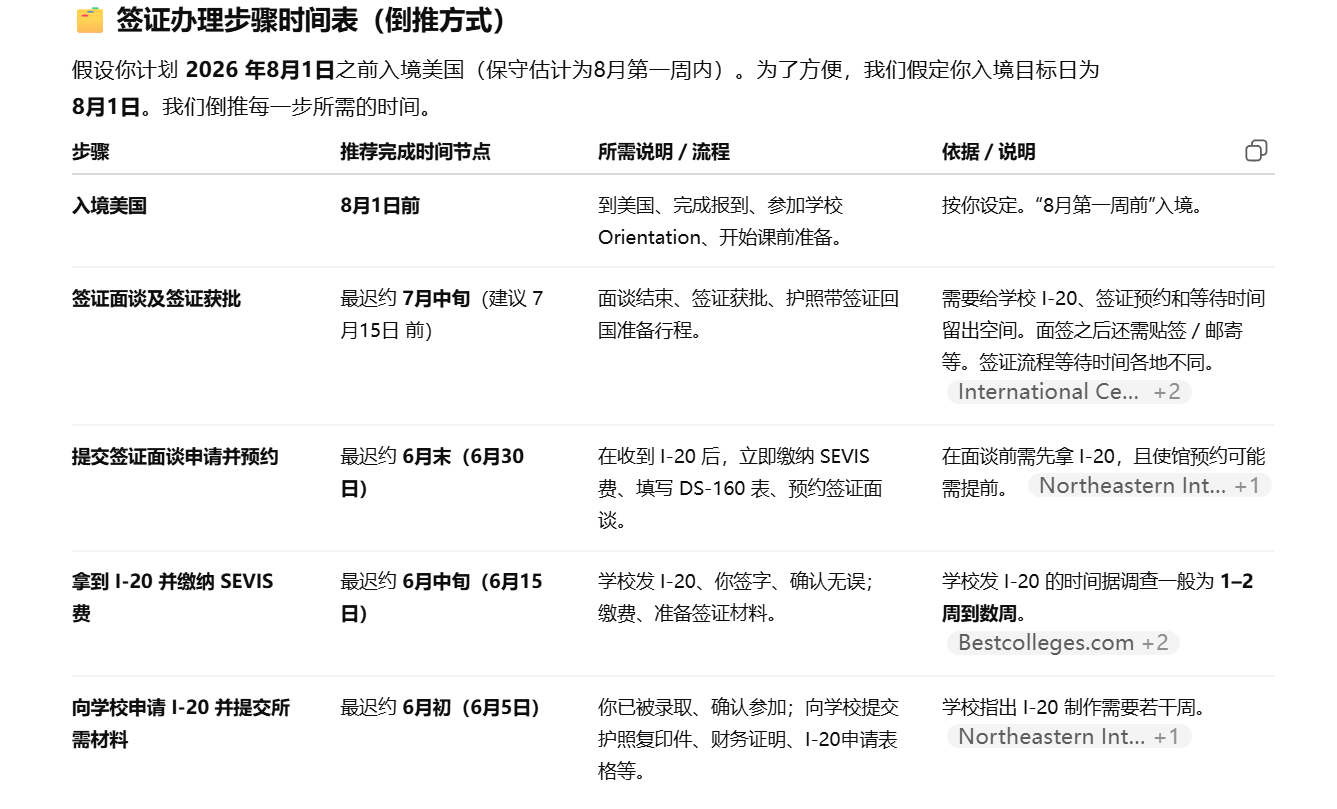 签证办理步骤时间表（倒推方式）
假设你计划 2026 年8月1日之前入境美国（保守估计为8月第一周内）。为了方便，我们假定你入境目标日为
8月1日。我们倒推每一步所需的时间。
步骤
推荐完成时间节点
所需说明 / 流程
依据 / 说明
入境美国
8月1日前
到美国、完成报到、参加学校
Orientation、开始课前准备。
按你设定。“8月第一周前”入境。
签证面谈及签证获批
最迟约 7月中旬（建议 7
月15日 前）
面谈结束、签证获批、护照带签证回
国准备行程。
需要给学校 I-20、签证预约和等待时间
留出空间。面签之后还需贴签 / 邮寄
等。签证流程等待时间各地不同。
International Ce... +2
提交签证面谈申请并预约
最迟约 6月末（6月30
日）
在收到 I-20 后，立即缴纳 SEVIS
费、填写 DS-160 表、预约签证面
谈。
在面谈前需先拿 I-20，且使馆预约可能
需提前。 Northeastern Int... +1
拿到 I-20 并缴纳 SEVIS
费
最迟约 6月中旬（6月15
日）
学校发 I-20、你签字、确认无误；
缴费、准备签证材料。
学校发 I-20 的时间据调查一般为 1–2
周到数周。
Bestcolleges.com +2
向学校申请 I-20 并提交所
需材料
最迟约 6月初（6月5日）
你已被录取、确认参加；向学校提交
护照复印件、财务证明、I-20申请表
格等。
学校指出 I-20 制作需要若干周。
Northeastern Int... +1